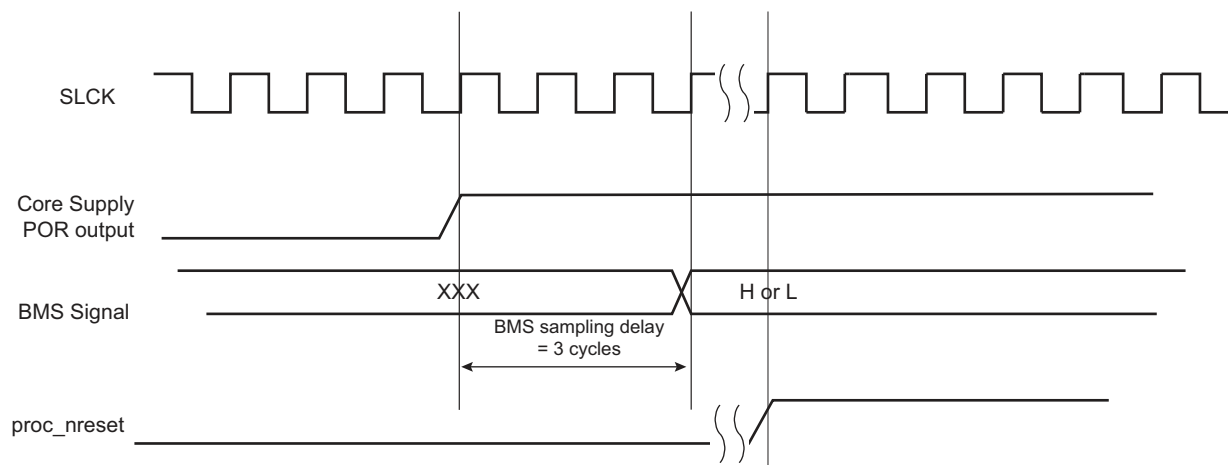 SLCK
Core Supply
POR output
XXX
H or L
BMS Signal
BMS sampling delay
= 3 cycles
proc_nreset